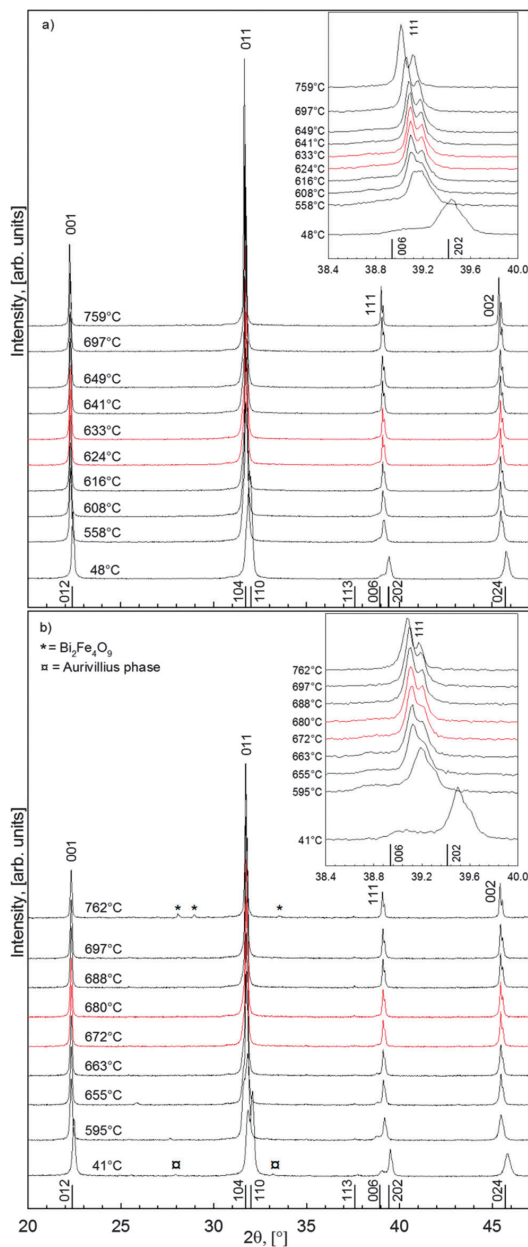 a)
011
001
111
002
759°C
697°C
649°C
641°C
633°C
624°C
616°C
608°C
558°C
48°C
012
104
110
113
006
202
024
Intensity, [arb. units]
111
759°C
697°C
649°C
641°C
633°C
624°C
616°C
608°C
558°C
48°C
006
202
38.4 38.8 39.2 39.6 40.0
b)
* = Bi₂Fe₄O₉
¤ = Aurivillius phase
011
001
111
002
762°C
* * *
697°C
688°C
680°C
672°C
663°C
655°C
595°C
41°C
¤ ¤
012
104
110
113
006
202
024
Intensity, [arb. units]
111
762°C
697°C
688°C
680°C
672°C
663°C
655°C
595°C
41°C
006
202
38.4 38.8 39.2 39.6 40.0
20 25 30 35 40 45
2θ, [°]